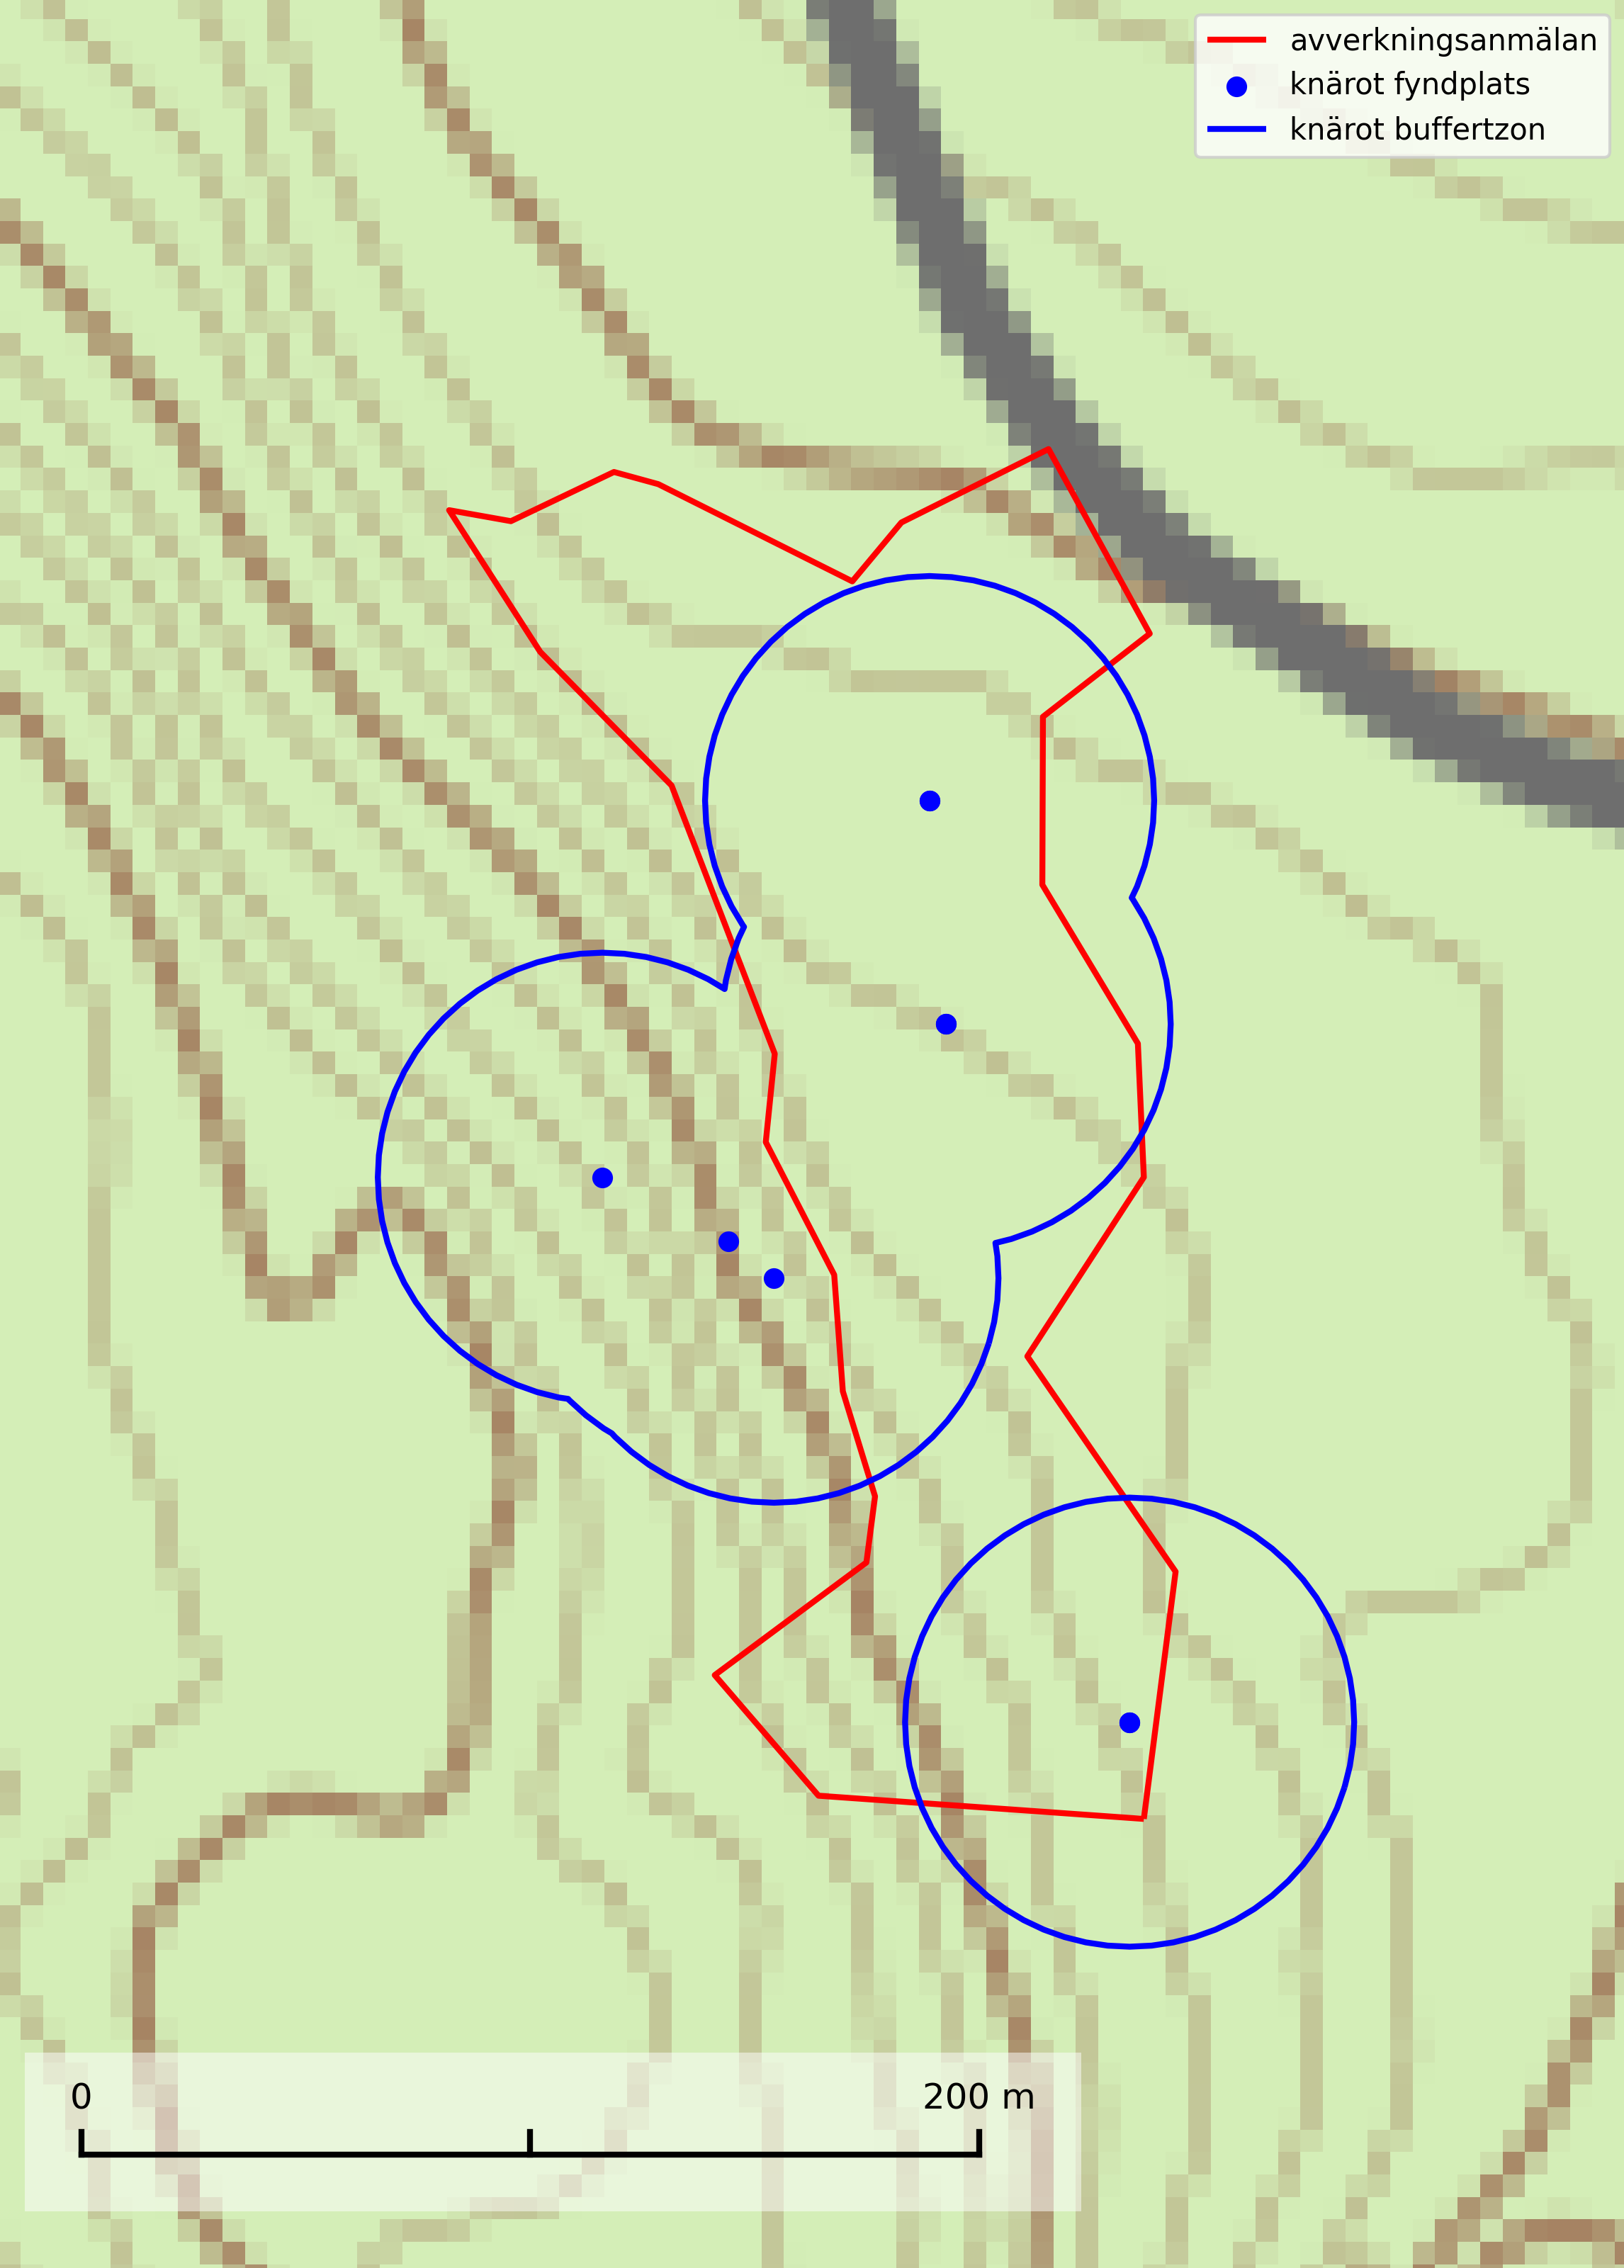 avverkningsanmälan
knärot fyndplats
knärot buffertzon
0 200 m